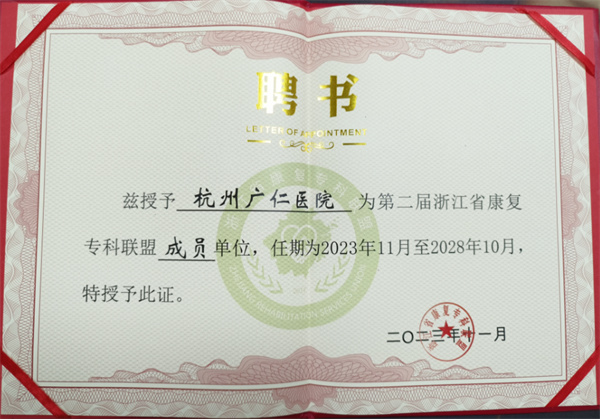 聘书
LETTER OF APPOINTMENT
兹授予 杭州广仁医院 为第二届浙江省康复
专科联盟 成员 单位，任期为2023年11月至2028年10月，
特授予此证。
二〇二三年十一月